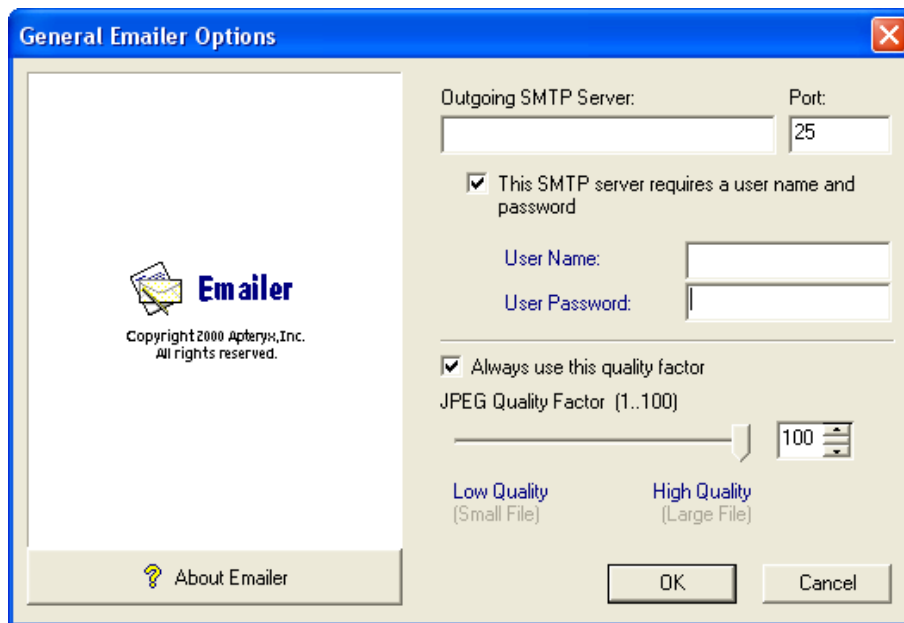 General Emailer Options
Outgoing SMTP Server: Port:
25
This SMTP server requires a user name and
password
User Name:
User Password:
Emailer
Copyright 2000 Apteryx,Inc.
All rights reserved.
Always use this quality factor
JPEG Quality Factor (1..100)
100
Low Quality High Quality
(Small File) (Large File)
About Emailer
OK Cancel